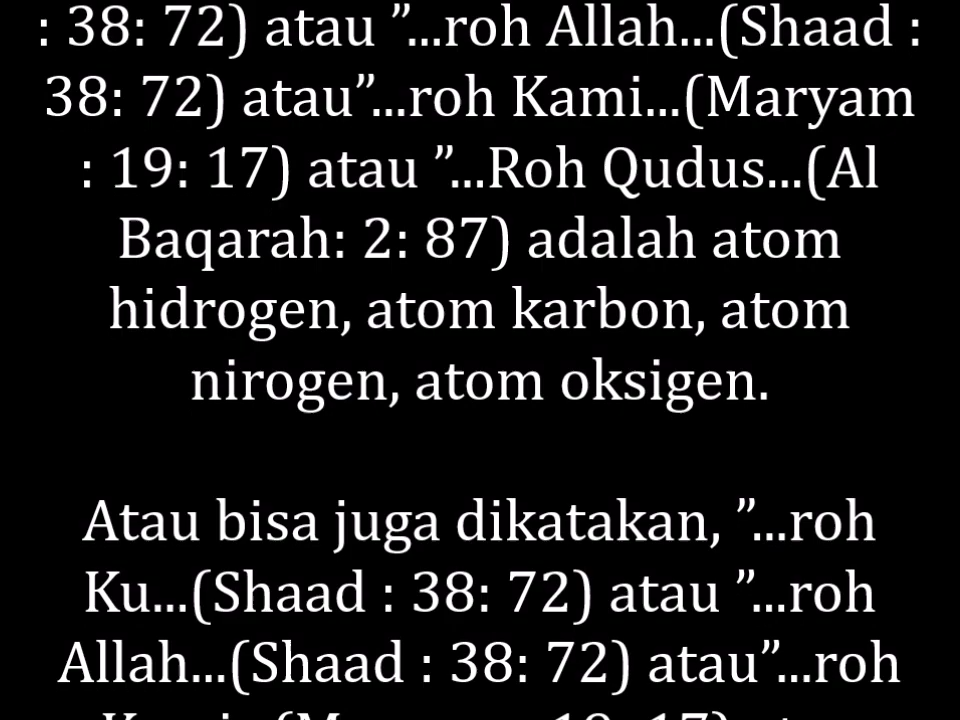 : 38: 72) atau ”...roh Allah...(Shaad :
38: 72) atau”...roh Kami...(Maryam
: 19: 17) atau ”...Roh Qudus...(Al
Baqarah: 2: 87) adalah atom
hidrogen, atom karbon, atom
nirogen, atom oksigen.

Atau bisa juga dikatakan, ”...roh
Ku...(Shaad : 38: 72) atau ”...roh
Allah...(Shaad : 38: 72) atau”...roh